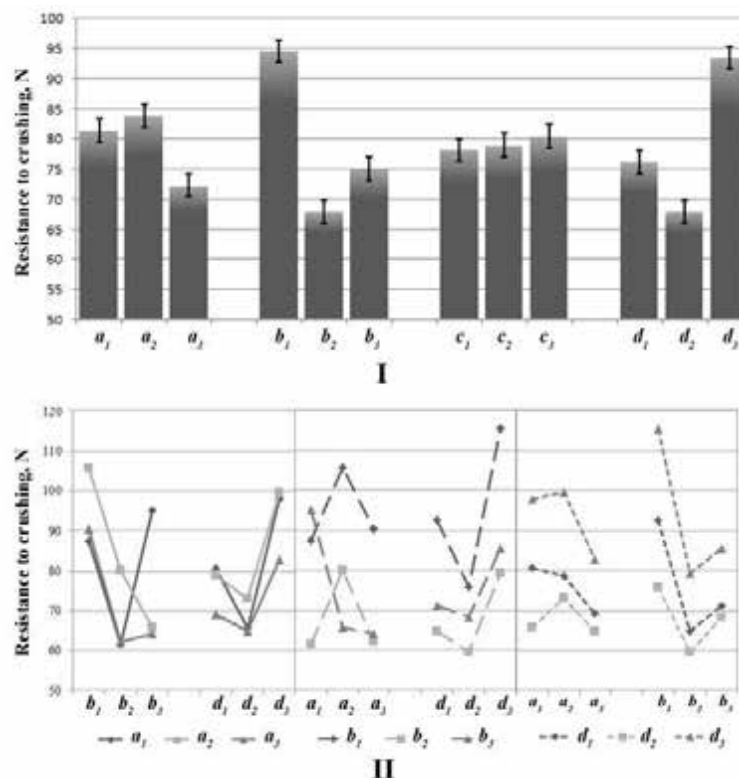 100
95
90
85
80
75
70
65
60
55
50
Resistance to crushing, N
a₁ a₂ a₃ b₁ b₂ b₃ c₁ c₂ c₃ d₁ d₂ d₃
I
120
110
100
90
80
70
60
50
Resistance to crushing, N
b₁ b₂ b₃ d₁ d₂ d₃ a₁ a₂ a₃ d₁ d₂ d₃ a₁ a₂ a₃ b₁ b₂ b₃
a₁ a₂ a₃ b₁ b₂ b₃ d₁ d₂ d₃
II